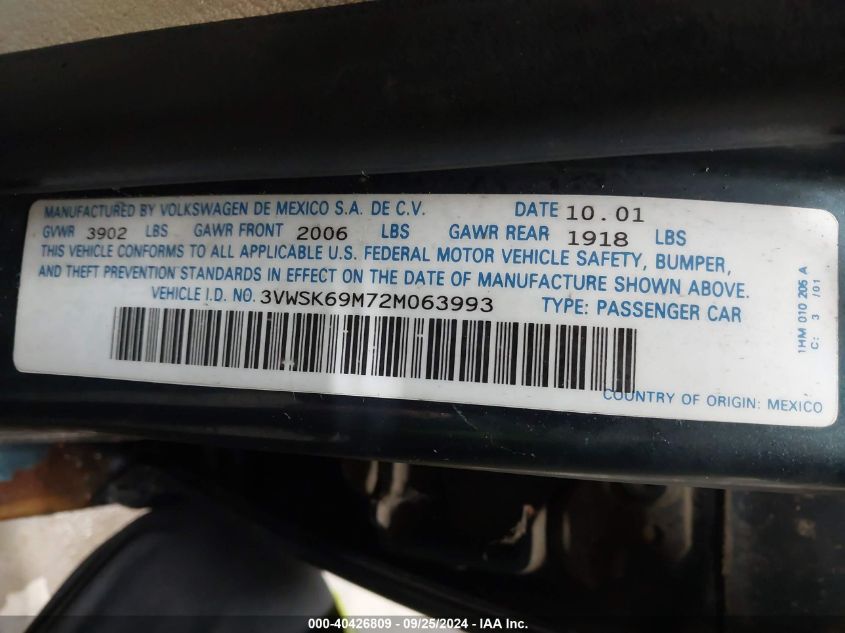 MANUFACTURED BY VOLKSWAGEN DE MEXICO S.A. DE C.V. DATE 10.01
GVWR 3902 LBS GAWR FRONT 2006 LBS GAWR REAR 1918 LBS
THIS VEHICLE CONFORMS TO ALL APPLICABLE U.S. FEDERAL MOTOR VEHICLE SAFETY, BUMPER,
AND THEFT PREVENTION STANDARDS IN EFFECT ON THE DATE OF MANUFACTURE SHOWN ABOVE.
VEHICLE I.D. NO. 3VWSK69M72M063993 TYPE: PASSENGER CAR
COUNTRY OF ORIGIN: MEXICO
1HM 010 205 A
C: 3 /01
000-40426809 - 09/25/2024 - IAA Inc.